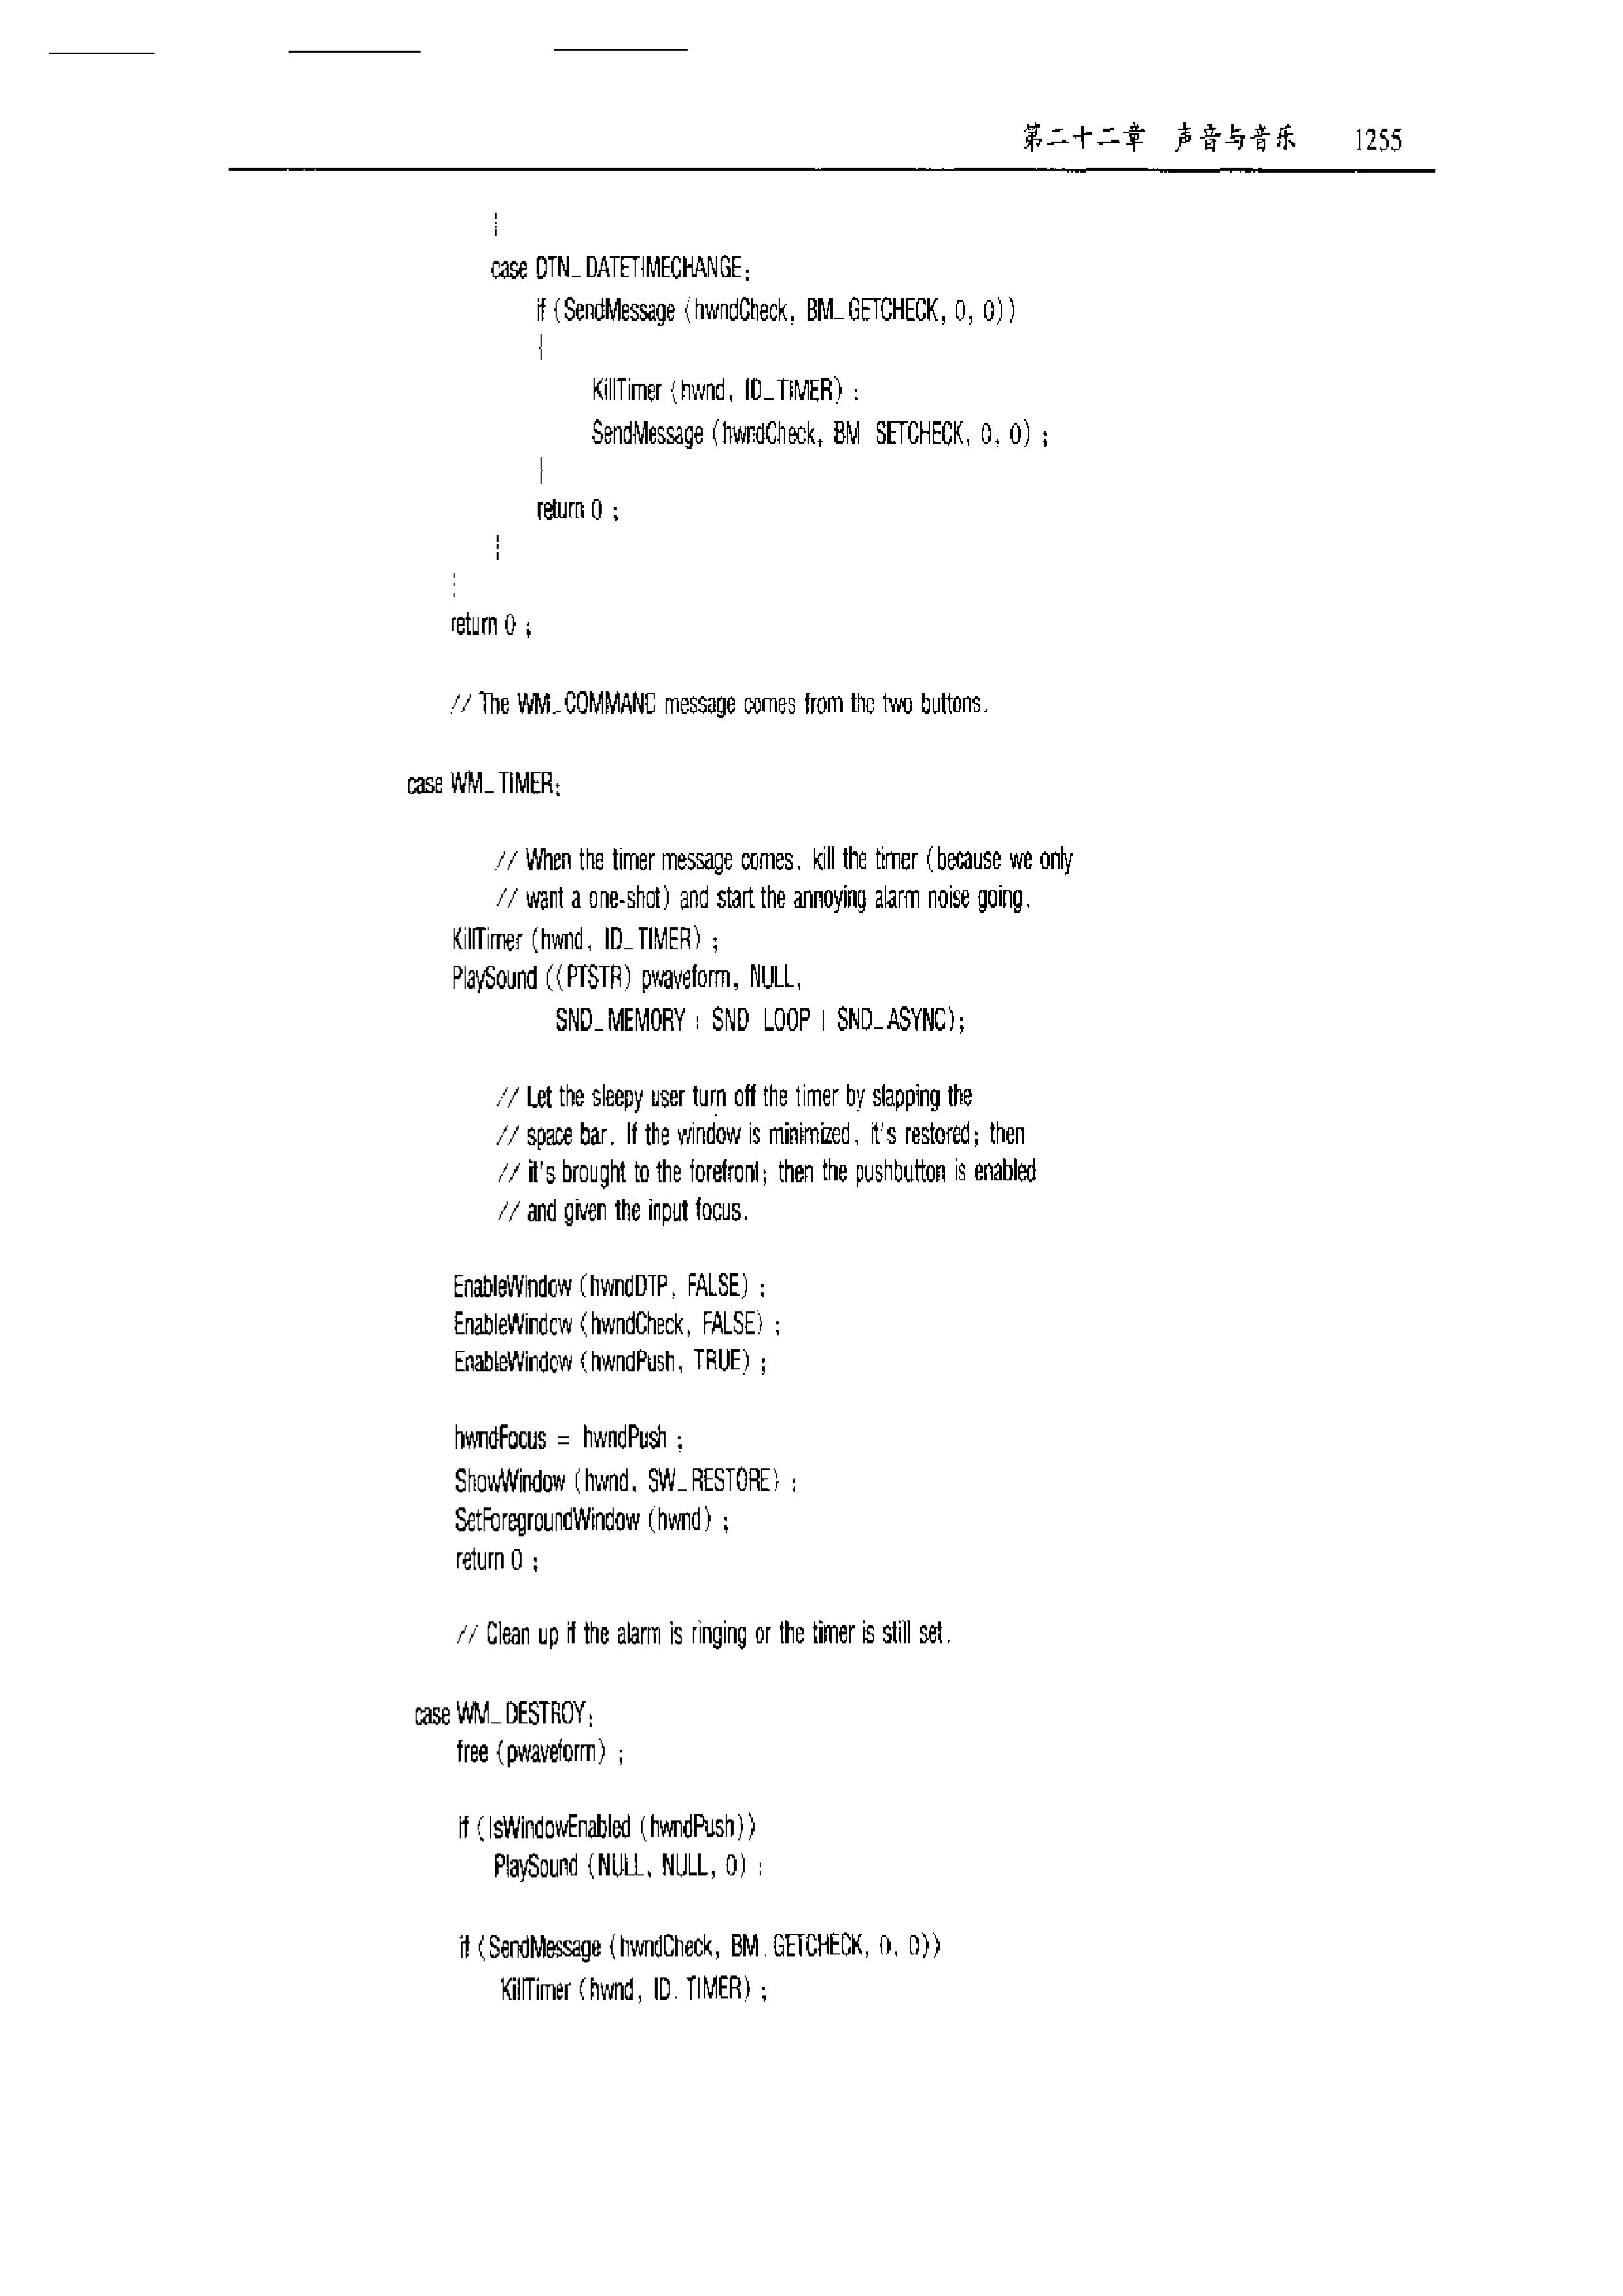 第二十二章 声音与音乐 1255
}
case DTN_DATETIMECHANGE:
if (SendMessage (hwndCheck, BM_GETCHECK, 0, 0))
{
KillTimer (hwnd, ID_TIMER) ;
SendMessage (hwndCheck, BM_SETCHECK, 0, 0) ;
}
return 0 ;
}
}
return 0 ;
// The WM_COMMAND message comes from the two buttons.
case WM_TIMER:
// When the timer message comes, kill the timer (because we only
// want a one-shot) and start the annoying alarm noise going.
KillTimer (hwnd, ID_TIMER) ;
PlaySound ((PTSTR) pwaveform, NULL,
SND_MEMORY | SND_LOOP | SND_ASYNC);
// Let the sleepy user turn off the timer by slapping the
// space bar. If the window is minimized, it's restored; then
// it's brought to the forefront; then the pushbutton is enabled
// and given the input focus.
EnableWindow (hwndDTP, FALSE) ;
EnableWindow (hwndCheck, FALSE) ;
EnableWindow (hwndPush, TRUE) ;
hwndFocus = hwndPush ;
ShowWindow (hwnd, SW_RESTORE) ;
SetForegroundWindow (hwnd) ;
return 0 ;
// Clean up if the alarm is ringing or the timer is still set.
case WM_DESTROY:
free (pwaveform) ;
if (IsWindowEnabled (hwndPush))
PlaySound (NULL, NULL, 0) ;
if (SendMessage (hwndCheck, BM_GETCHECK, 0, 0))
KillTimer (hwnd, ID_TIMER) ;